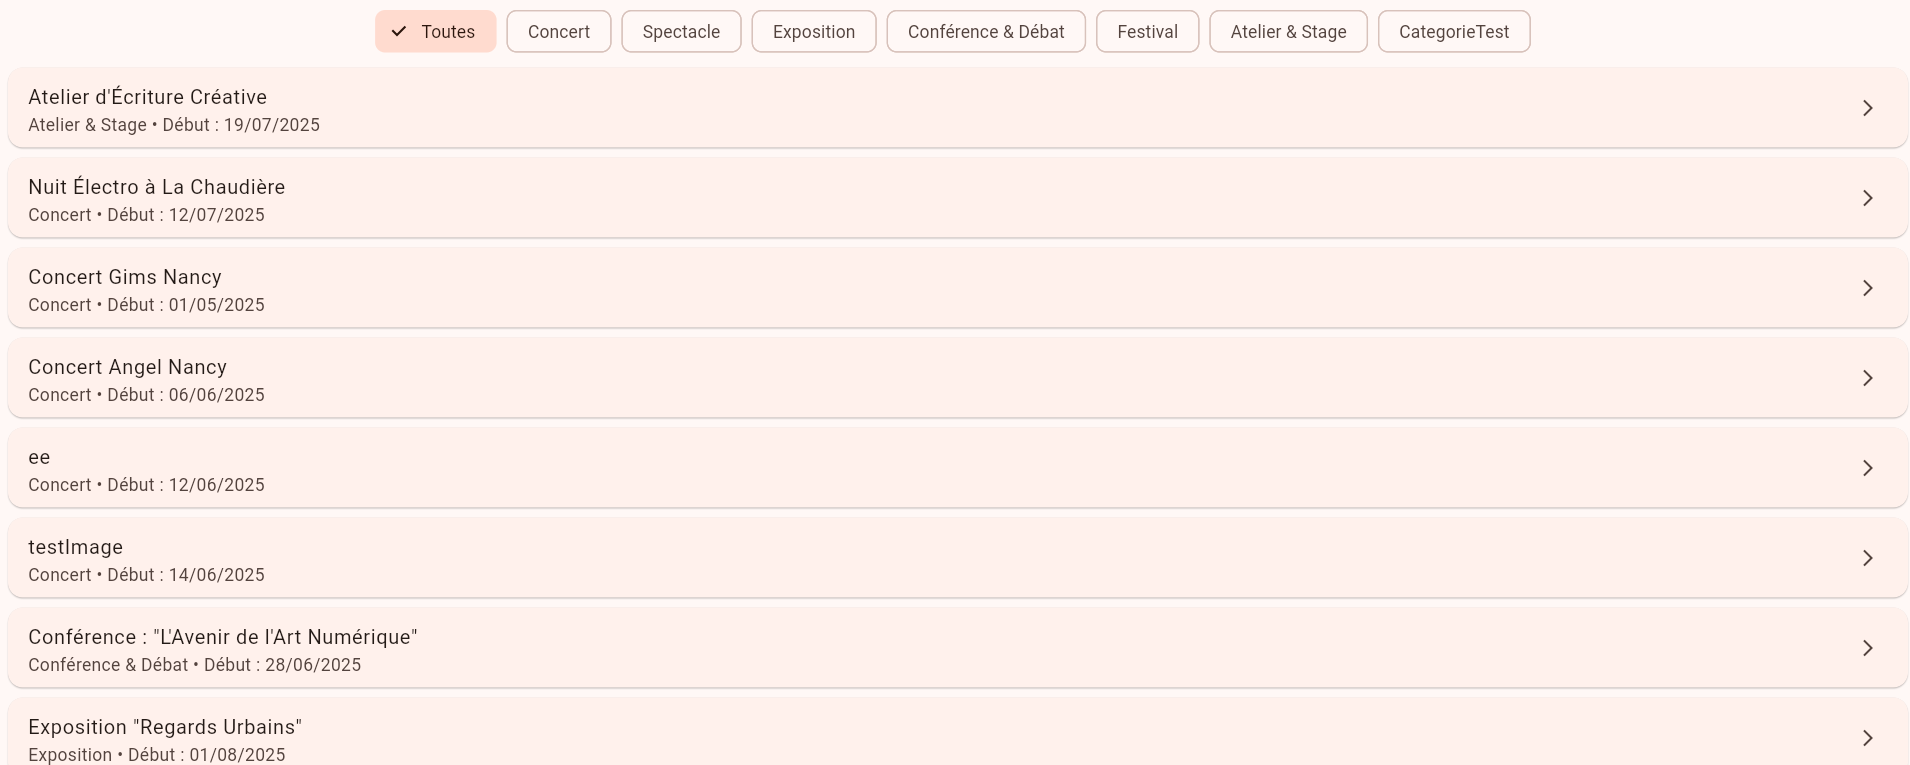 Toutes
Concert
Spectacle
Exposition
Conférence & Débat
Festival
Atelier & Stage
CategorieTest
Atelier d'Écriture Créative
Atelier & Stage • Début : 19/07/2025
Nuit Électro à La Chaudière
Concert • Début : 12/07/2025
Concert Gims Nancy
Concert • Début : 01/05/2025
Concert Angel Nancy
Concert • Début : 06/06/2025
ee
Concert • Début : 12/06/2025
testImage
Concert • Début : 14/06/2025
Conférence : "L'Avenir de l'Art Numérique"
Conférence & Débat • Début : 28/06/2025
Exposition "Regards Urbains"
Exposition • Début : 01/08/2025